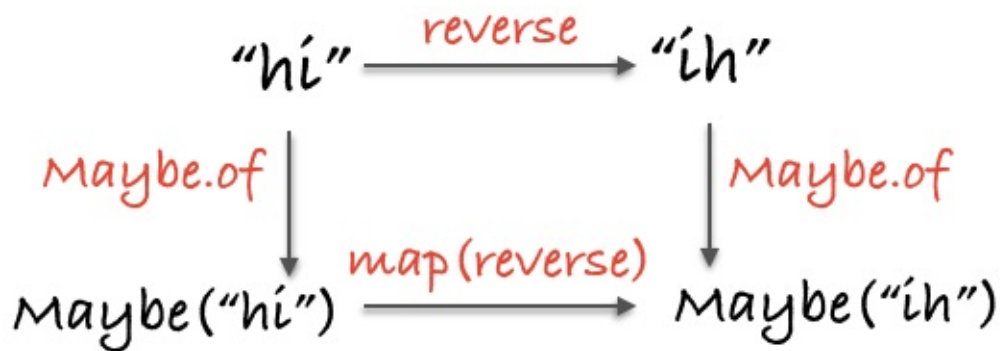 reverse
“hi” “ih”
Maybe.of Maybe.of
map(reverse)
Maybe(“hi”) Maybe(“ih”)